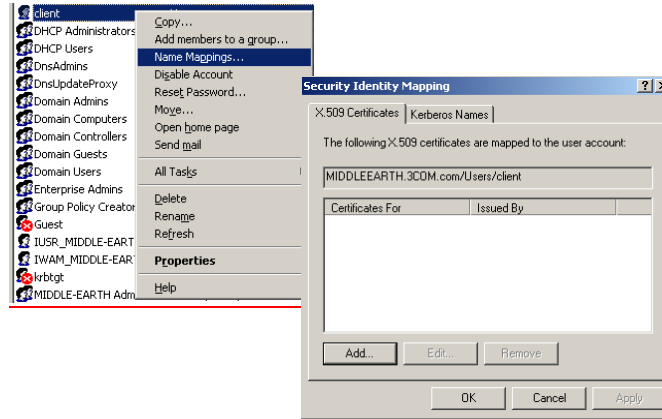 client
DHCP Administrators
DHCP Users
DnsAdmins
DnsUpdateProxy
Domain Admins
Domain Computers
Domain Controllers
Domain Guests
Domain Users
Enterprise Admins
Group Policy Creator
Guest
IUSR_MIDDLE-EART
IWAM_MIDDLE-EAR
krbtgt
MIDDLE-EARTH Adm
Copy...
Add members to a group...
Name Mappings...
Disable Account
Reset Password...
Move...
Open home page
Send mail
All Tasks
Delete
Rename
Refresh
Properties
Help
Security Identity Mapping
X.509 Certificates
Kerberos Names
The following X.509 certificates are mapped to the user account:
MIDDLEEARTH.3COM.com/Users/client
Certificates For Issued By
Add... Edit... Remove
OK Cancel Apply